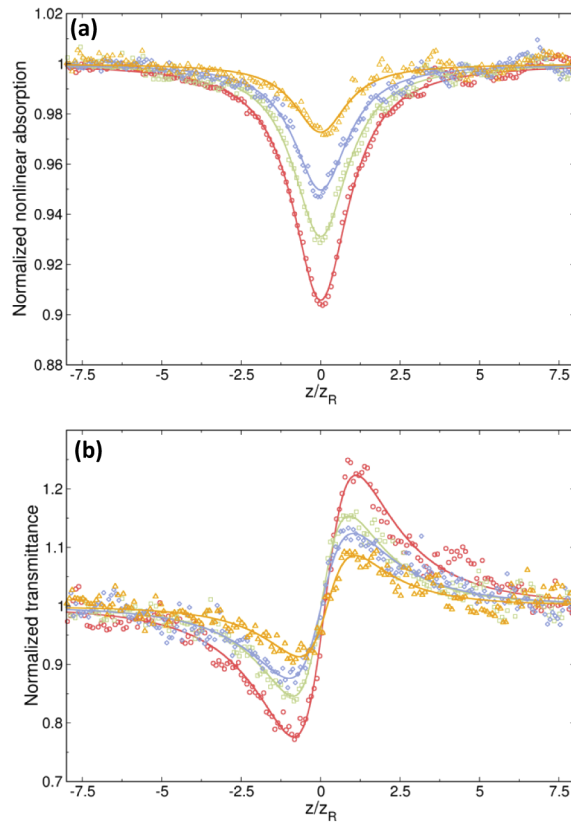 (a)
1.02
1
0.98
0.96
0.94
0.92
0.9
0.88
Normalized nonlinear absorption
-7.5 -5 -2.5 0 2.5 5 7.5
z/zR
(b)
1.2
1.1
1
0.9
0.8
0.7
Normalized transmittance
-7.5 -5 -2.5 0 2.5 5 7.5
z/zR